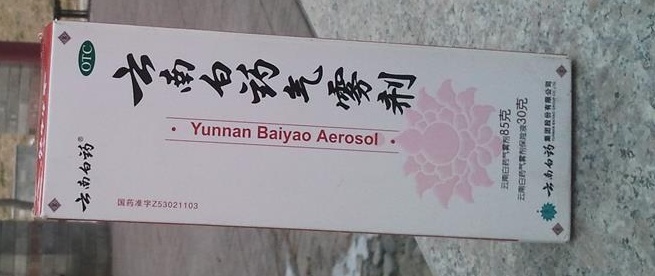 OTC
云南白药气雾剂
· Yunnan Baiyao Aerosol ·
云南白药®
国药准字Z53021103
云南白药气雾剂85克
云南白药气雾剂保险液30克
云南白药
集团股份有限公司